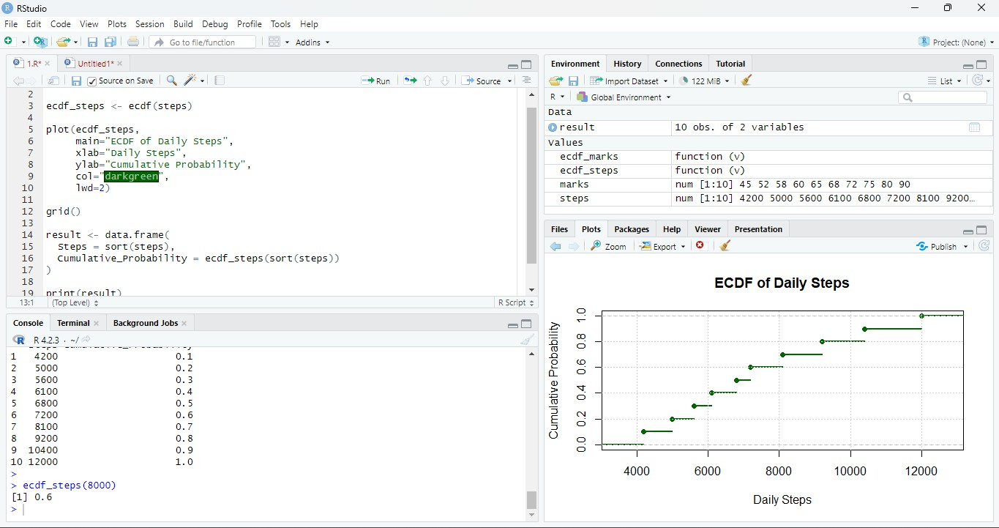 RStudio
File Edit Code View Plots Session Build Debug Profile Tools Help
Go to file/function Addins Project: (None)
1.R* Untitled1*
Source on Save Run Source
2
3 ecdf_steps <- ecdf(steps)
4
5 plot(ecdf_steps,
6 main="ECDF of Daily Steps",
7 xlab="Daily Steps",
8 ylab="Cumulative Probability",
9 col="darkgreen",
10 lwd=2)
11
12 grid()
13
14 result <- data.frame(
15 Steps = sort(steps),
16 Cumulative_Probability = ecdf_steps(sort(steps))
17 )
18
19 print(result)
13:1 (Top Level) R Script
Console Terminal Background Jobs
R 4.2.3 · ~/
1 4200 0.1
2 5000 0.2
3 5600 0.3
4 6100 0.4
5 6800 0.5
6 7200 0.6
7 8100 0.7
8 9200 0.8
9 10400 0.9
10 12000 1.0
>
> ecdf_steps(8000)
[1] 0.6
>
Environment History Connections Tutorial
Import Dataset 122 MiB List
R Global Environment
Data
result 10 obs. of 2 variables
Values
ecdf_marks function (v)
ecdf_steps function (v)
marks num [1:10] 45 52 58 60 65 68 72 75 80 90
steps num [1:10] 4200 5000 5600 6100 6800 7200 8100 9200…
Files Plots Packages Help Viewer Presentation
Zoom Export Publish
ECDF of Daily Steps
Cumulative Probability
1.0
0.8
0.6
0.4
0.2
0.0
4000 6000 8000 10000 12000
Daily Steps